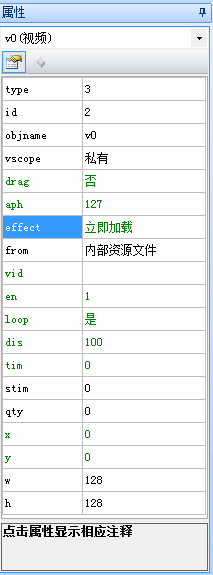 属性
v0(视频)
type 3
id 2
objname v0
vscope 私有
drag 否
aph 127
effect 立即加载
from 内部资源文件
vid
en 1
loop 是
dis 100
tim 0
stim 0
qty 0
x 0
y 0
w 128
h 128
点击属性显示相应注释